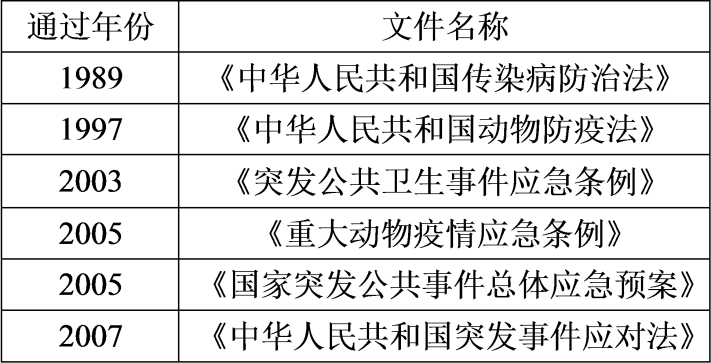 通过年份 文件名称
1989 《中华人民共和国传染病防治法》
1997 《中华人民共和国动物防疫法》
2003 《突发公共卫生事件应急条例》
2005 《重大动物疫情应急条例》
2005 《国家突发公共事件总体应急预案》
2007 《中华人民共和国突发事件应对法》